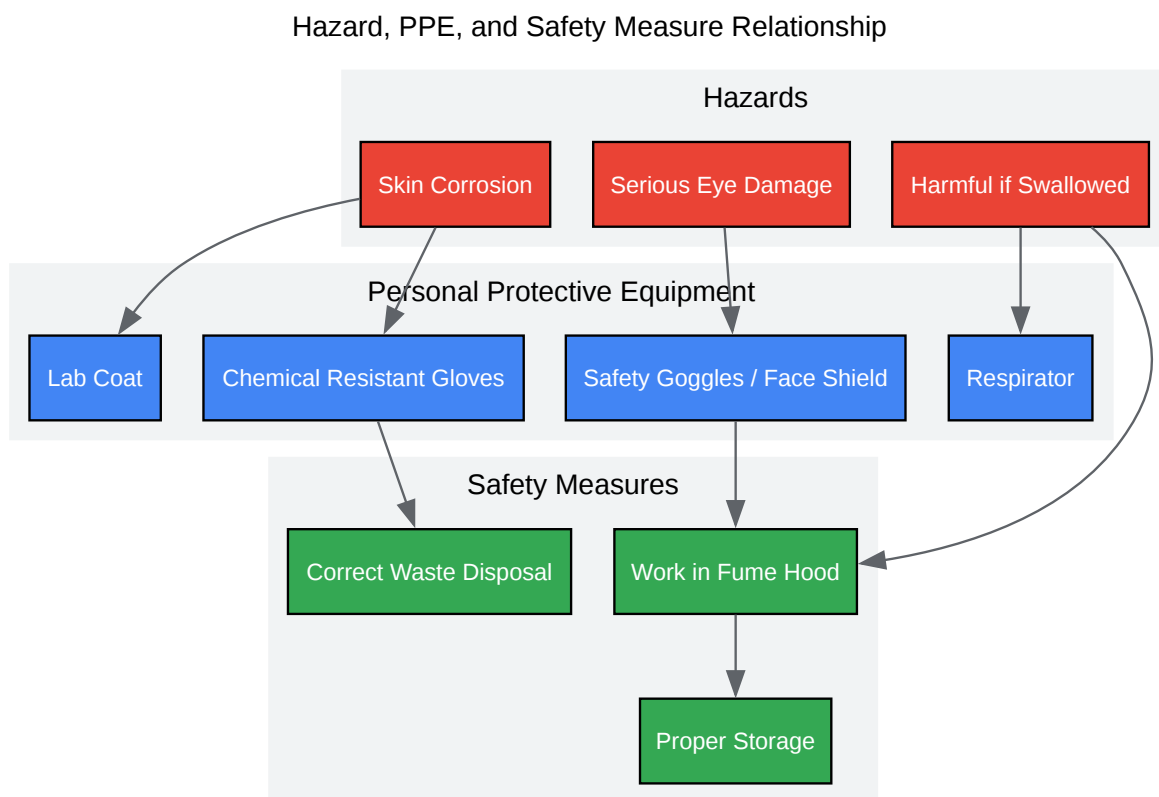 Hazard, PPE, and Safety Measure Relationship
Hazards
Skin Corrosion
Serious Eye Damage
Harmful if Swallowed
Personal Protective Equipment
Lab Coat
Chemical Resistant Gloves
Safety Goggles / Face Shield
Respirator
Safety Measures
Correct Waste Disposal
Work in Fume Hood
Proper Storage